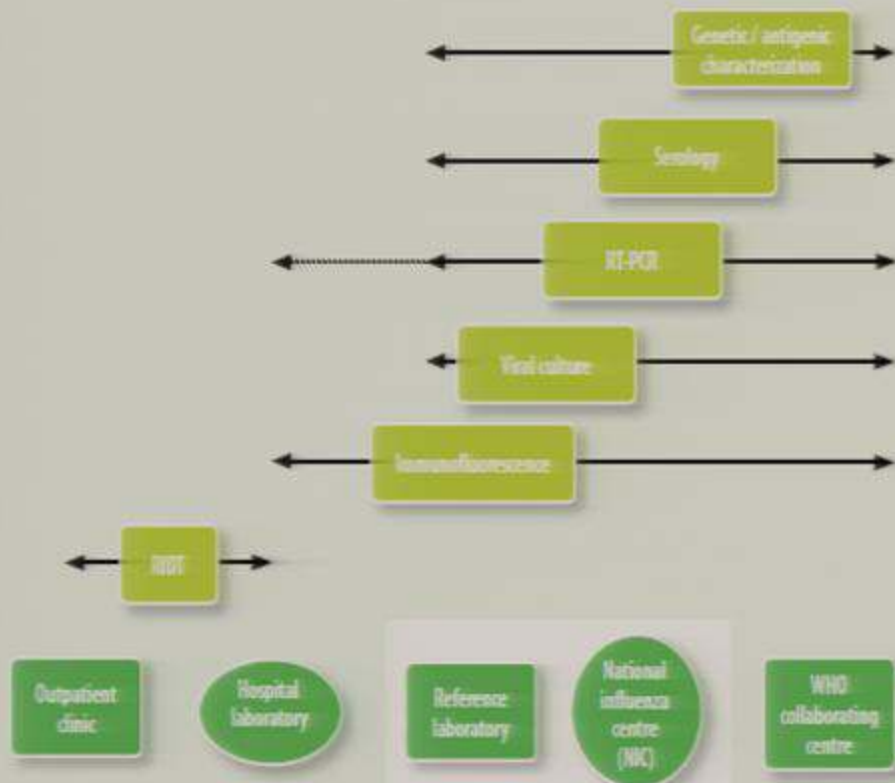 Genetic / antigenic
characterization
Serology
RT-PCR
Viral culture
Immunofluorescence
RIDT
Outpatient
clinic
Hospital
laboratory
Reference
laboratory
National
influenza
centre
(NIC)
WHO
collaborating
centre